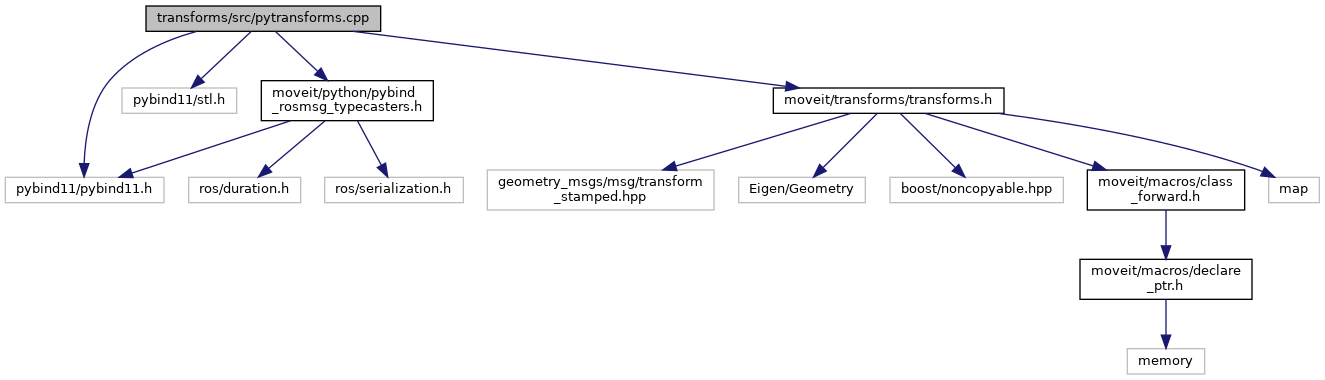 transforms/src/pytransforms.cpp
pybind11/stl.h
moveit/python/pybind
_rosmsg_typecasters.h
moveit/transforms/transforms.h
pybind11/pybind11.h
ros/duration.h
ros/serialization.h
geometry_msgs/msg/transform
_stamped.hpp
Eigen/Geometry
boost/noncopyable.hpp
moveit/macros/class
_forward.h
map
moveit/macros/declare
_ptr.h
memory